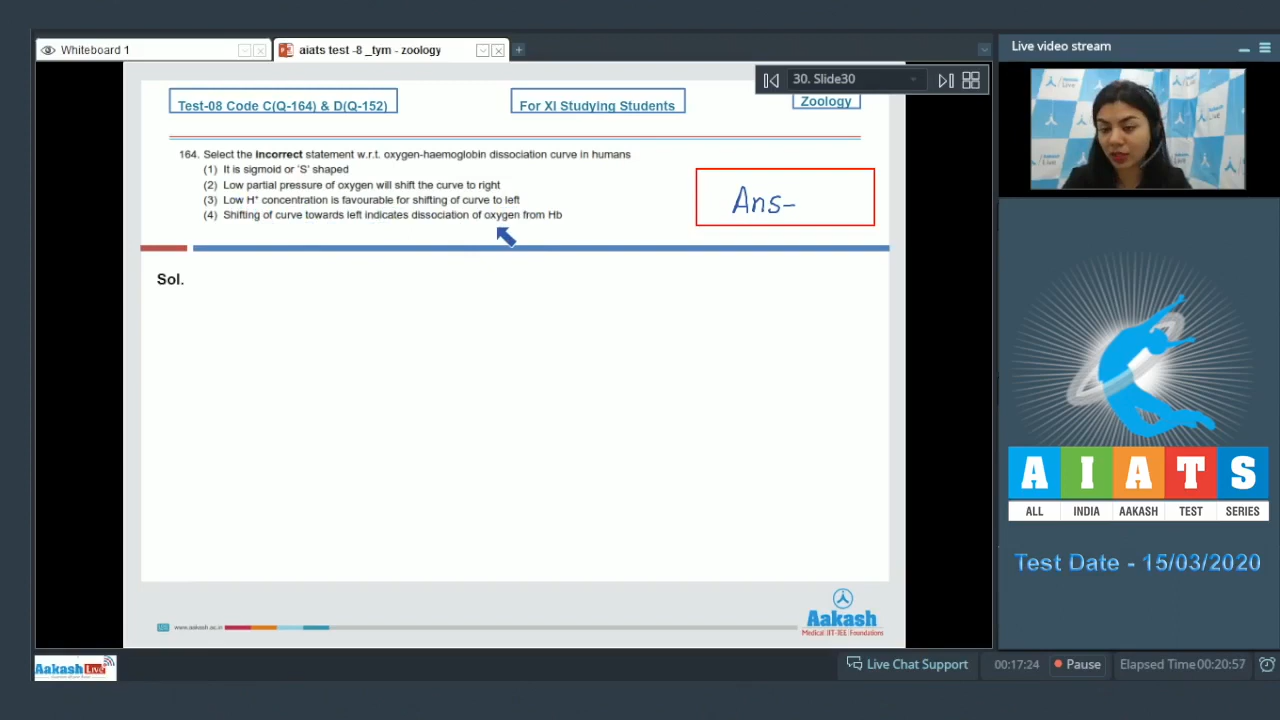 Whiteboard 1
aiats test -8 _tym - zoology
Live video stream
30. Slide30
Test-08 Code C(Q-164) & D(Q-152)
For XI Studying Students
Zoology
164. Select the incorrect statement w.r.t. oxygen-haemoglobin dissociation curve in humans
(1) It is sigmoid or 'S' shaped
(2) Low partial pressure of oxygen will shift the curve to right
(3) Low H⁺ concentration is favourable for shifting of curve to left
(4) Shifting of curve towards left indicates dissociation of oxygen from Hb
Ans-
Sol.
A I A T S
ALL INDIA AAKASH TEST SERIES
Test Date - 15/03/2020
Aakash
Medical|IIT-JEE|Foundations
www.aakash.ac.in
Aakash Live
Live Chat Support
00:17:24
Pause
Elapsed Time 00:20:57